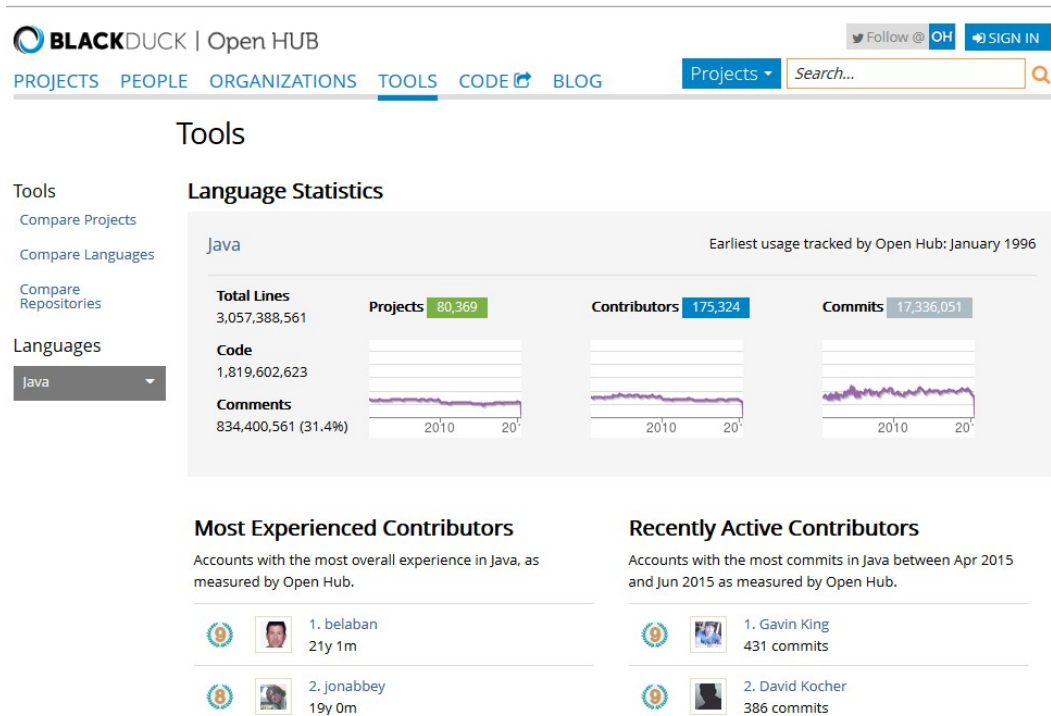 BLACKDUCK | Open HUB
Follow @ OH
SIGN IN
PROJECTS PEOPLE ORGANIZATIONS TOOLS CODE BLOG
Projects
Search...
Tools
Tools
Compare Projects
Compare Languages
Compare
Repositories
Languages
Java
Language Statistics
Java
Earliest usage tracked by Open Hub: January 1996
Total Lines
3,057,388,561
Code
1,819,602,623
Comments
834,400,561 (31.4%)
Projects 80,369
2010 20
Contributors 175,324
2010 20
Commits 17,336,051
2010 20
Most Experienced Contributors
Accounts with the most overall experience in Java, as
measured by Open Hub.
9
1. belaban
21y 1m
8
2. jonabbey
19y 0m
Recently Active Contributors
Accounts with the most commits in Java between Apr 2015
and Jun 2015 as measured by Open Hub.
9
1. Gavin King
431 commits
9
2. David Kocher
386 commits